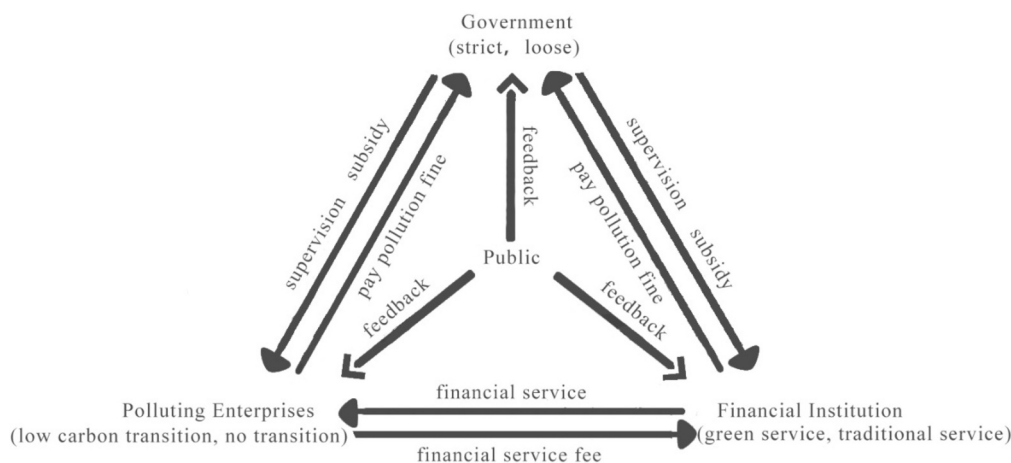 Government
(strict, loose)
supervision subsidy
pay pollution fine
feedback
pay pollution fine
supervision subsidy
Public
feedback
feedback
financial service
Polluting Enterprises
(low carbon transition, no transition)
Financial Institution
(green service, traditional service)
financial service fee